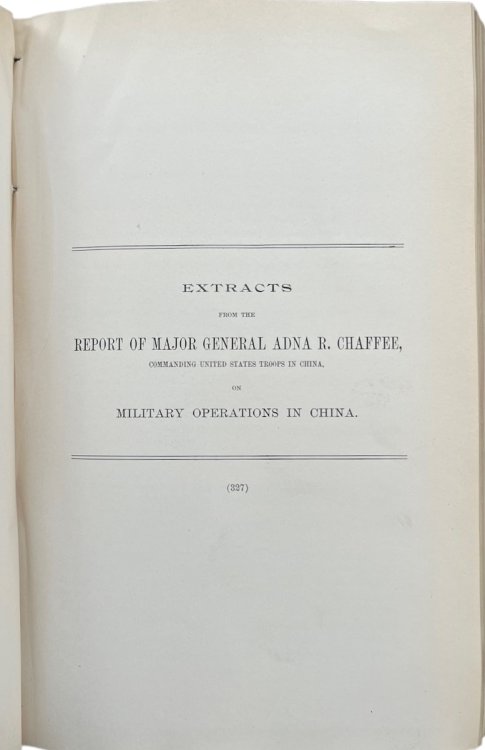 EXTRACTS
FROM THE
REPORT OF MAJOR GENERAL ADNA R. CHAFFEE,
COMMANDING UNITED STATES TROOPS IN CHINA,
ON
MILITARY OPERATIONS IN CHINA.
(327)